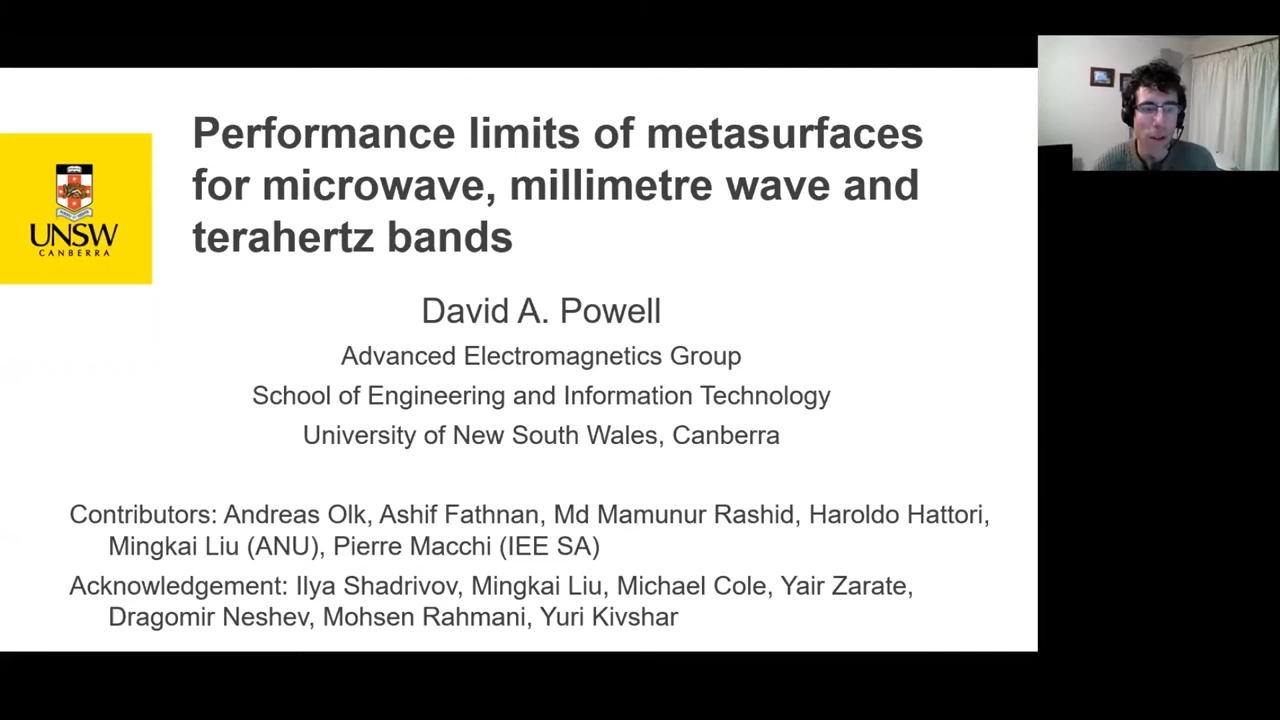 Performance limits of metasurfaces
for microwave, millimetre wave and
terahertz bands
UNSW
CANBERRA
David A. Powell
Advanced Electromagnetics Group
School of Engineering and Information Technology
University of New South Wales, Canberra
Contributors: Andreas Olk, Ashif Fathnan, Md Mamunur Rashid, Haroldo Hattori,
Mingkai Liu (ANU), Pierre Macchi (IEE SA)
Acknowledgement: Ilya Shadrivov, Mingkai Liu, Michael Cole, Yair Zarate,
Dragomir Neshev, Mohsen Rahmani, Yuri Kivshar